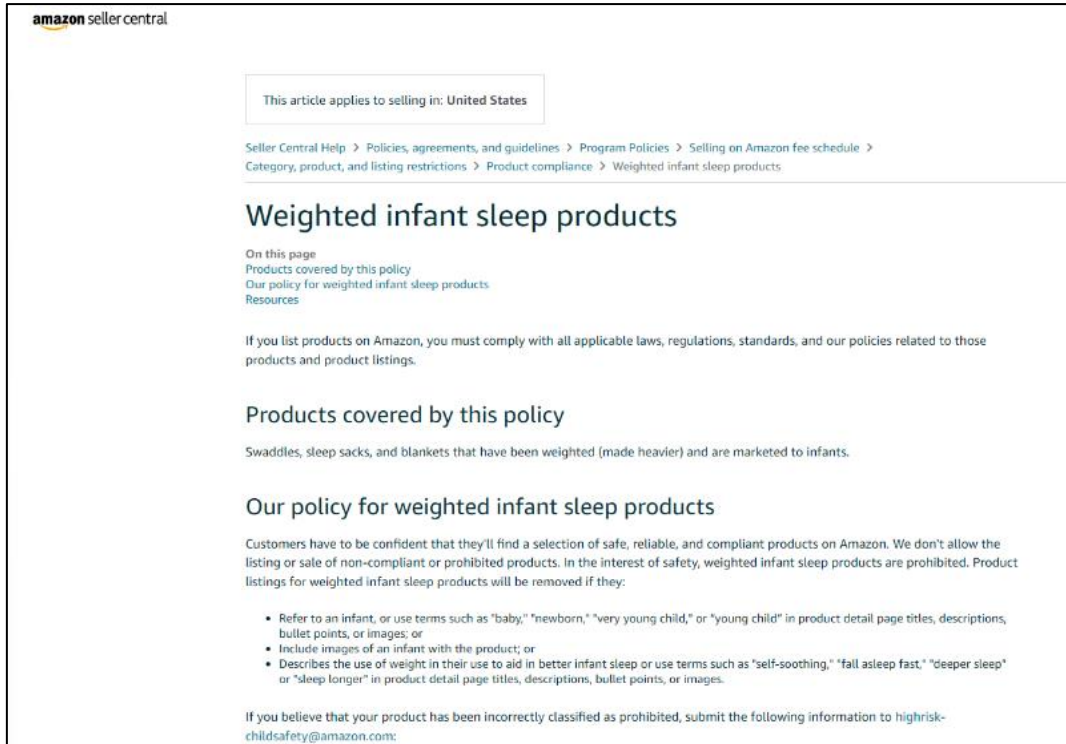 amazon seller central
This article applies to selling in: United States
Seller Central Help > Policies, agreements, and guidelines > Program Policies > Selling on Amazon fee schedule >
Category, product, and listing restrictions > Product compliance > Weighted infant sleep products
Weighted infant sleep products
On this page
Products covered by this policy
Our policy for weighted infant sleep products
Resources
If you list products on Amazon, you must comply with all applicable laws, regulations, standards, and our policies related to those
products and product listings.
Products covered by this policy
Swaddles, sleep sacks, and blankets that have been weighted (made heavier) and are marketed to infants.
Our policy for weighted infant sleep products
Customers have to be confident that they'll find a selection of safe, reliable, and compliant products on Amazon. We don't allow the
listing or sale of non-compliant or prohibited products. In the interest of safety, weighted infant sleep products are prohibited. Product
listings for weighted infant sleep products will be removed if they:
• Refer to an infant, or use terms such as "baby," "newborn," "very young child," or "young child" in product detail page titles, descriptions,
bullet points, or images; or
• Include images of an infant with the product; or
• Describes the use of weight in their use to aid in better infant sleep or use terms such as "self-soothing," "fall asleep fast," "deeper sleep"
or "sleep longer" in product detail page titles, descriptions, bullet points, or images.
If you believe that your product has been incorrectly classified as prohibited, submit the following information to highrisk-
childsafety@amazon.com: